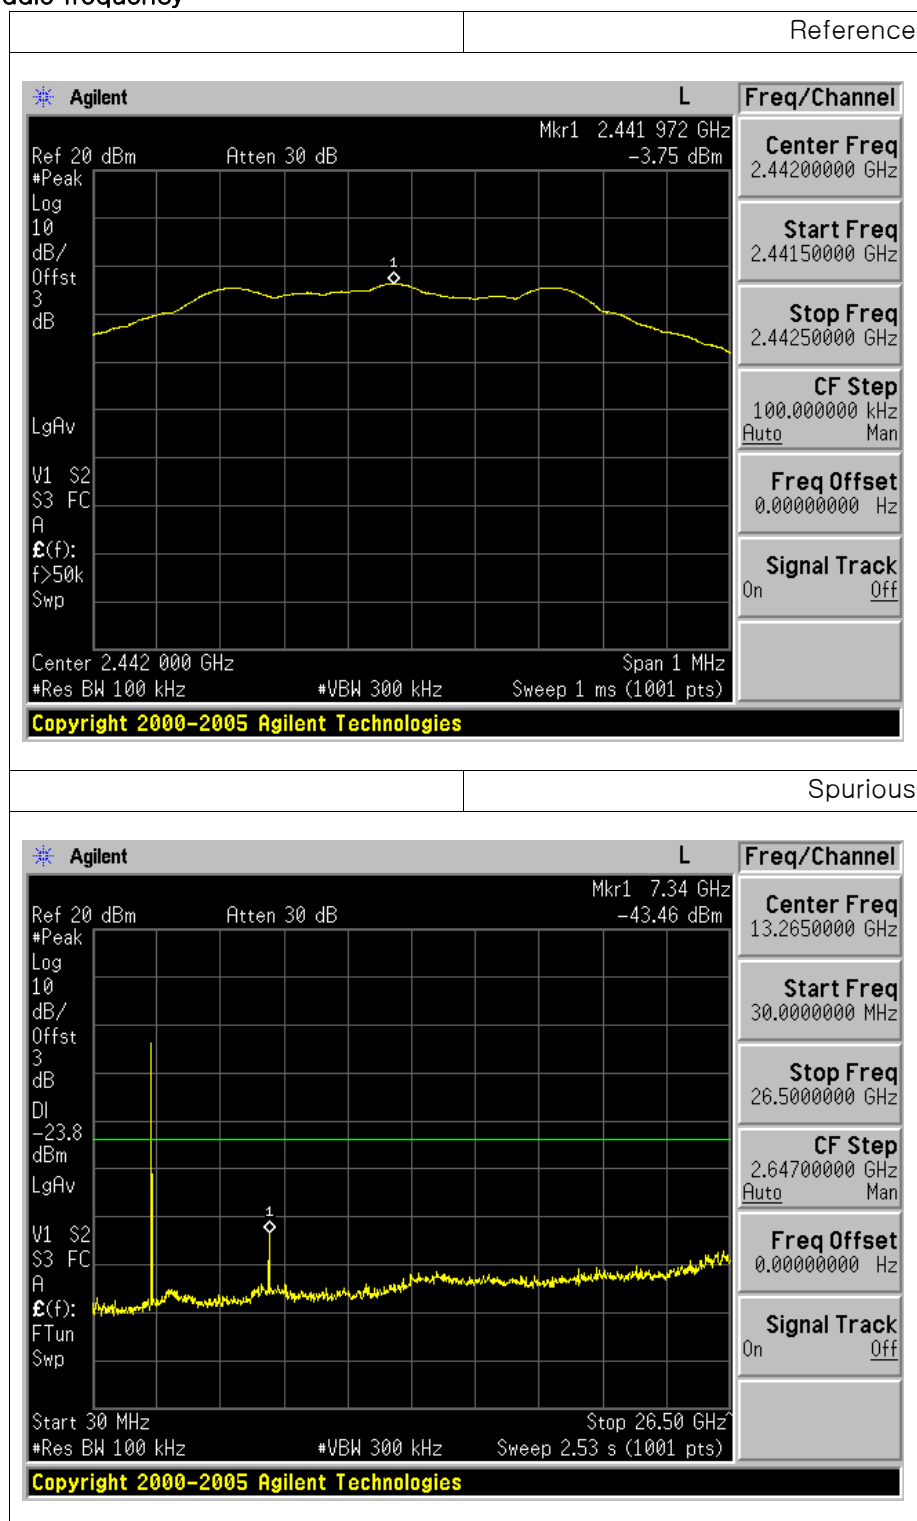 Reference
Agilent L Freq/Channel
Mkr1 2.441 972 GHz
Ref 20 dBm Atten 30 dB -3.75 dBm
#Peak
Log
10
dB/
Offst
3
dB
1
LgAv
V1 S2
S3 FC
A
£(f):
f>50k
Swp
Center 2.442 000 GHz Span 1 MHz
#Res BW 100 kHz #VBW 300 kHz Sweep 1 ms (1001 pts)
Copyright 2000-2005 Agilent Technologies
Center Freq
2.44200000 GHz
Start Freq
2.44150000 GHz
Stop Freq
2.44250000 GHz
CF Step
100.000000 kHz
Auto Man
Freq Offset
0.00000000 Hz
Signal Track
On Off
Spurious
Agilent L Freq/Channel
Mkr1 7.34 GHz
Ref 20 dBm Atten 30 dB -43.46 dBm
#Peak
Log
10
dB/
Offst
3
dB
DI
-23.8
dBm
LgAv
1
V1 S2
S3 FC
A
£(f):
FTun
Swp
Start 30 MHz Stop 26.50 GHz^
#Res BW 100 kHz #VBW 300 kHz Sweep 2.53 s (1001 pts)
Copyright 2000-2005 Agilent Technologies
Center Freq
13.2650000 GHz
Start Freq
30.0000000 MHz
Stop Freq
26.5000000 GHz
CF Step
2.64700000 GHz
Auto Man
Freq Offset
0.00000000 Hz
Signal Track
On Off